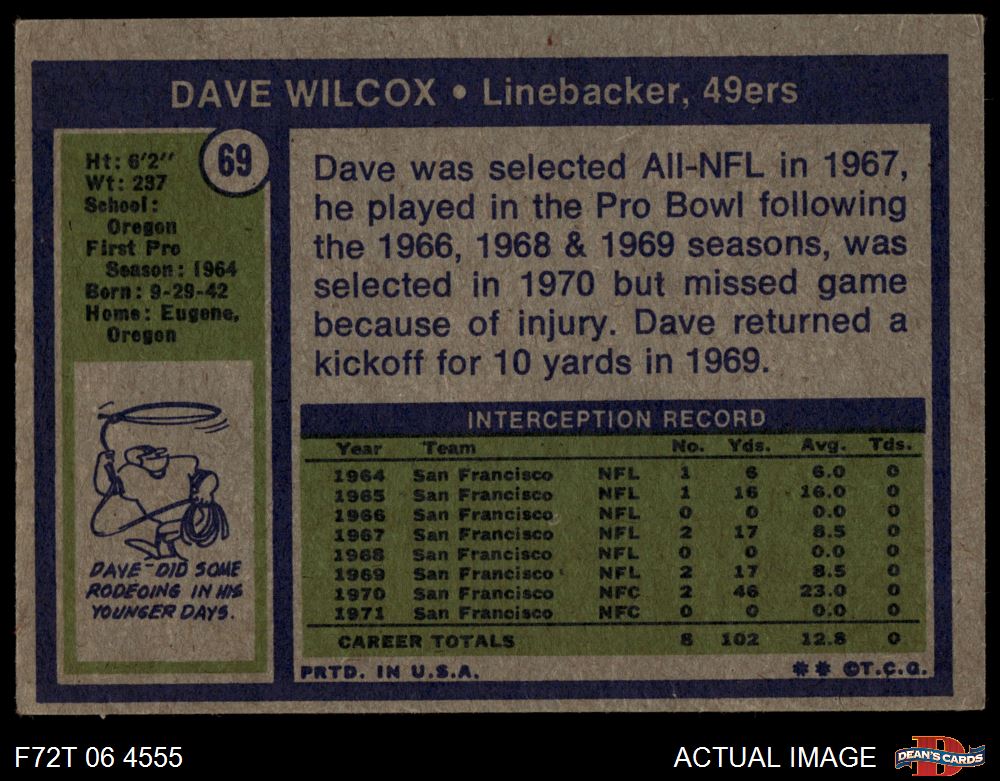 DAVE WILCOX • Linebacker, 49ers
69
Ht: 6'2"
Wt: 237
School:
Oregon
First Pro
Season: 1964
Born: 9-29-42
Home: Eugene,
Oregon
DAVE DID SOME
RODEOING IN HIS
YOUNGER DAYS.
Dave was selected All-NFL in 1967,
he played in the Pro Bowl following
the 1966, 1968 & 1969 seasons, was
selected in 1970 but missed game
because of injury. Dave returned a
kickoff for 10 yards in 1969.
INTERCEPTION RECORD
Year Team No. Yds. Avg. Tds.
1964 San Francisco NFL 1 6 6.0 0
1965 San Francisco NFL 1 16 16.0 0
1966 San Francisco NFL 0 0 0.0 0
1967 San Francisco NFL 2 17 8.5 0
1968 San Francisco NFL 0 0 0.0 0
1969 San Francisco NFL 2 17 8.5 0
1970 San Francisco NFC 2 46 23.0 0
1971 San Francisco NFC 0 0 0.0 0
CAREER TOTALS 8 102 12.8 0
PRTD. IN U.S.A. ** ©T.C.G.
F72T 06 4555 ACTUAL IMAGE D DEAN'S CARDS